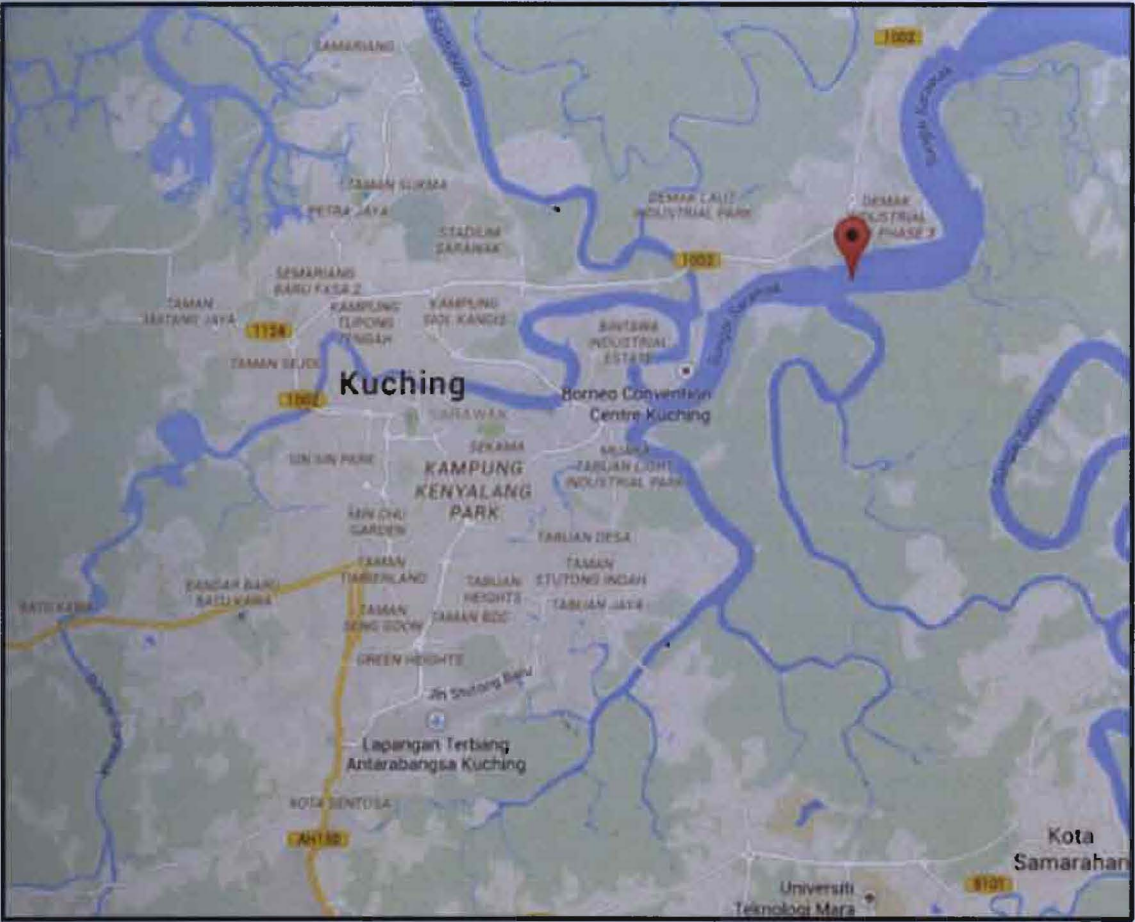 1002
SAMARIANG
Sungai Sarawak
TAMAN SUKMA
PETRA JAYA
DEMAK LAUT
INDUSTRIAL PARK
DEMAK
INDUSTRIAL
PHASE 3
STADIUM
SARAWAK
1002
SEMARIANG
BARU FASA 2
TAMAN
MATANG JAYA
KAMPUNG
TUPONG
TENGAH
KAMPUNG
Sungai Sarawak
1124
BINTAWA
INDUSTRIAL
ESTATE
TAMAN SEJOLI
Kuching
1002
Borneo Convention
Centre Kuching
SARAWAK
SEKAMA
SIN SIN PARK
KAMPUNG
KENYALANG
PARK
MUARA
TABUAN LIGHT
INDUSTRIAL PARK
MIN CHU
GARDEN
TABUAN DESA
TAMAN
TIMBERLAND
TAMAN
STUTONG INDAH
BANDAR BARU
BATU KAWA
TABUAN
HEIGHTS
TABUAN JAYA
BATU KAWA
TAMAN
SENG GOON
TAMAN BDC
GREEN HEIGHTS
Jln Stutong Baru
Lapangan Terbang
Antarabangsa Kuching
KOTA SENTOSA
AH150
Kota
Samarahan
Universiti
Teknologi Mara